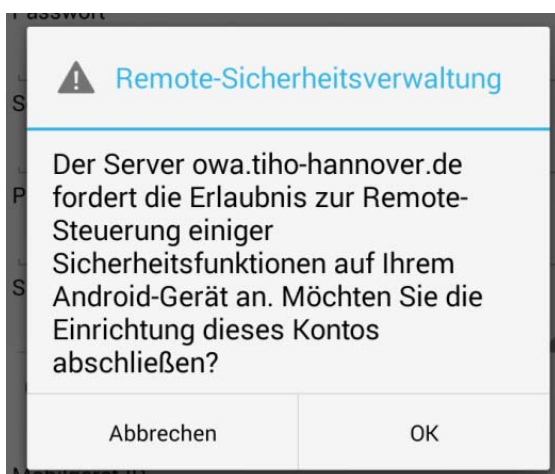 Passwort
Remote-Sicherheitsverwaltung
S
Der Server owa.tiho-hannover.de
P
fordert die Erlaubnis zur Remote-
Steuerung einiger
Sicherheitsfunktionen auf Ihrem
S
Android-Gerät an. Möchten Sie die
Einrichtung dieses Kontos
abschließen?
Abbrechen
OK